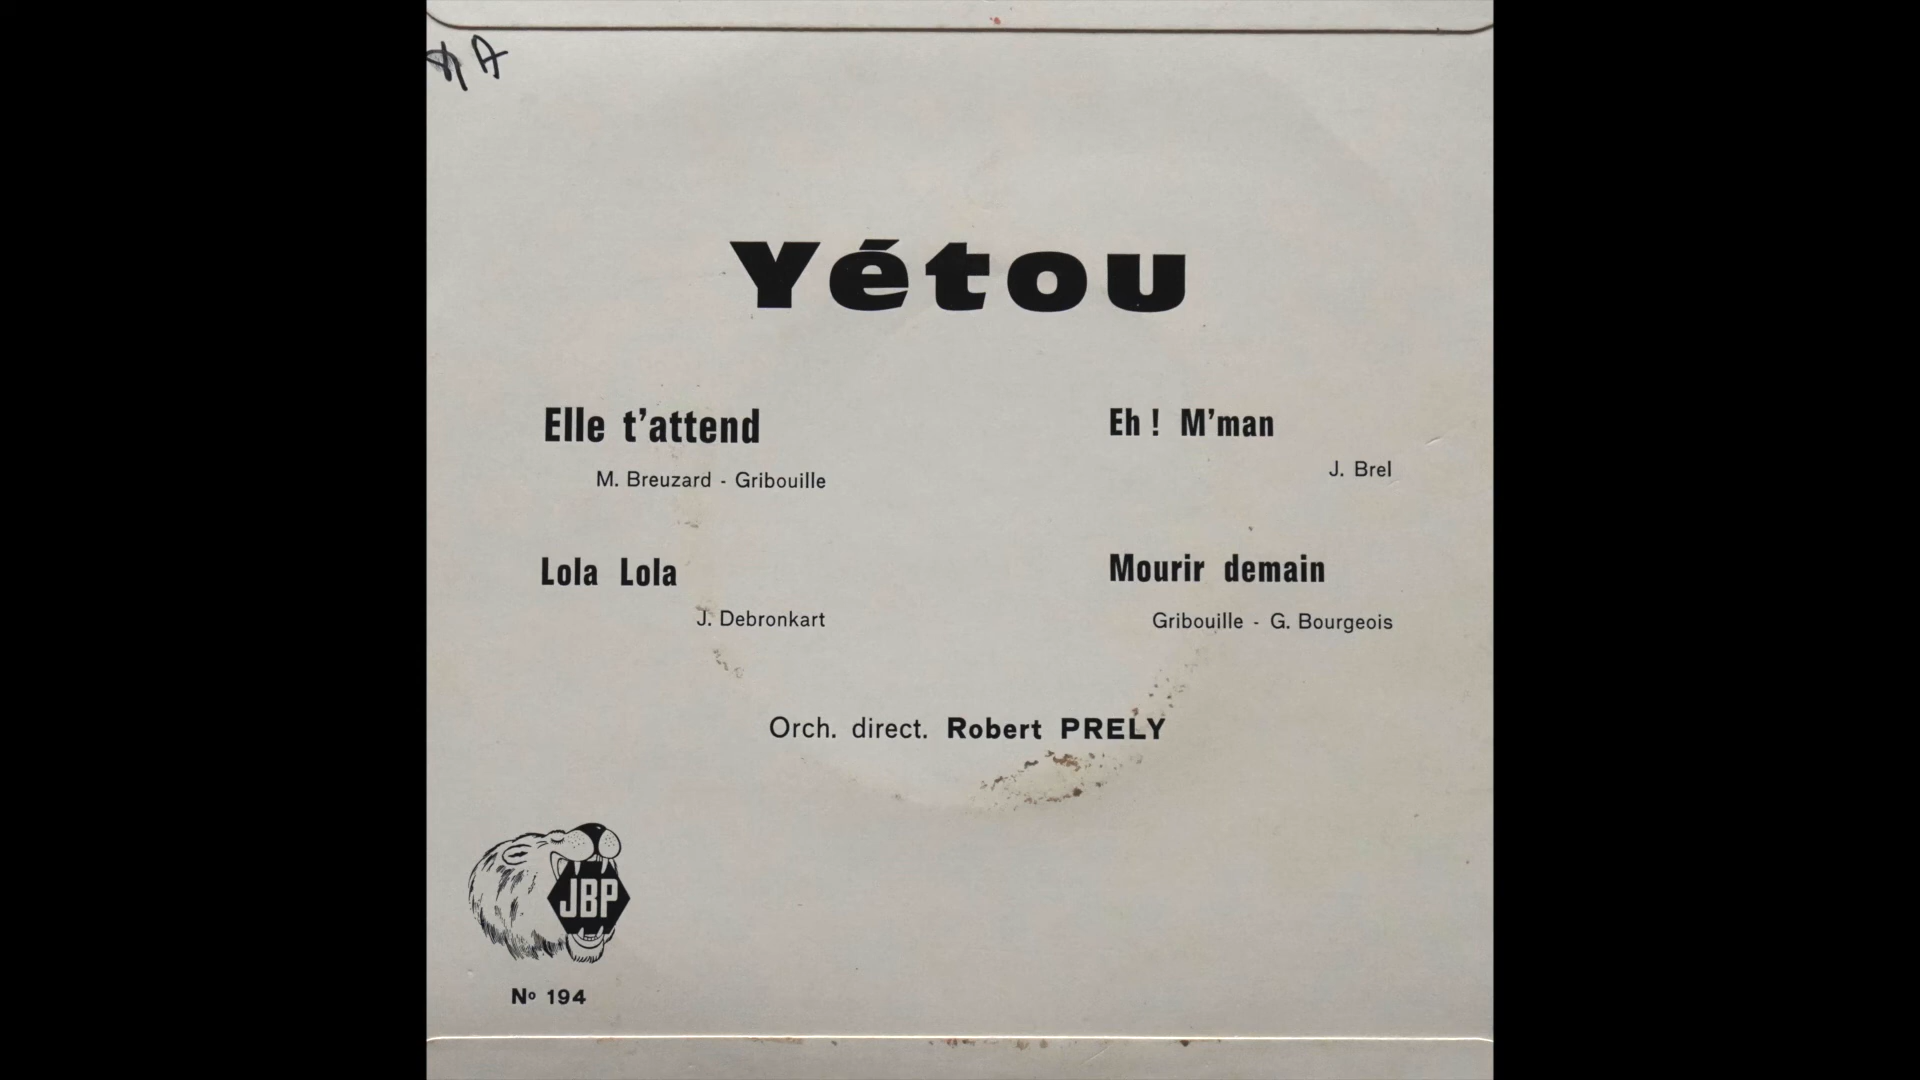 A
Yétou
Elle t’attend
M. Breuzard - Gribouille
Lola Lola
J. Debronkart
Eh ! M’man
J. Brel
Mourir demain
Gribouille - G. Bourgeois
Orch. direct. Robert PRELY
JBP
Nº 194